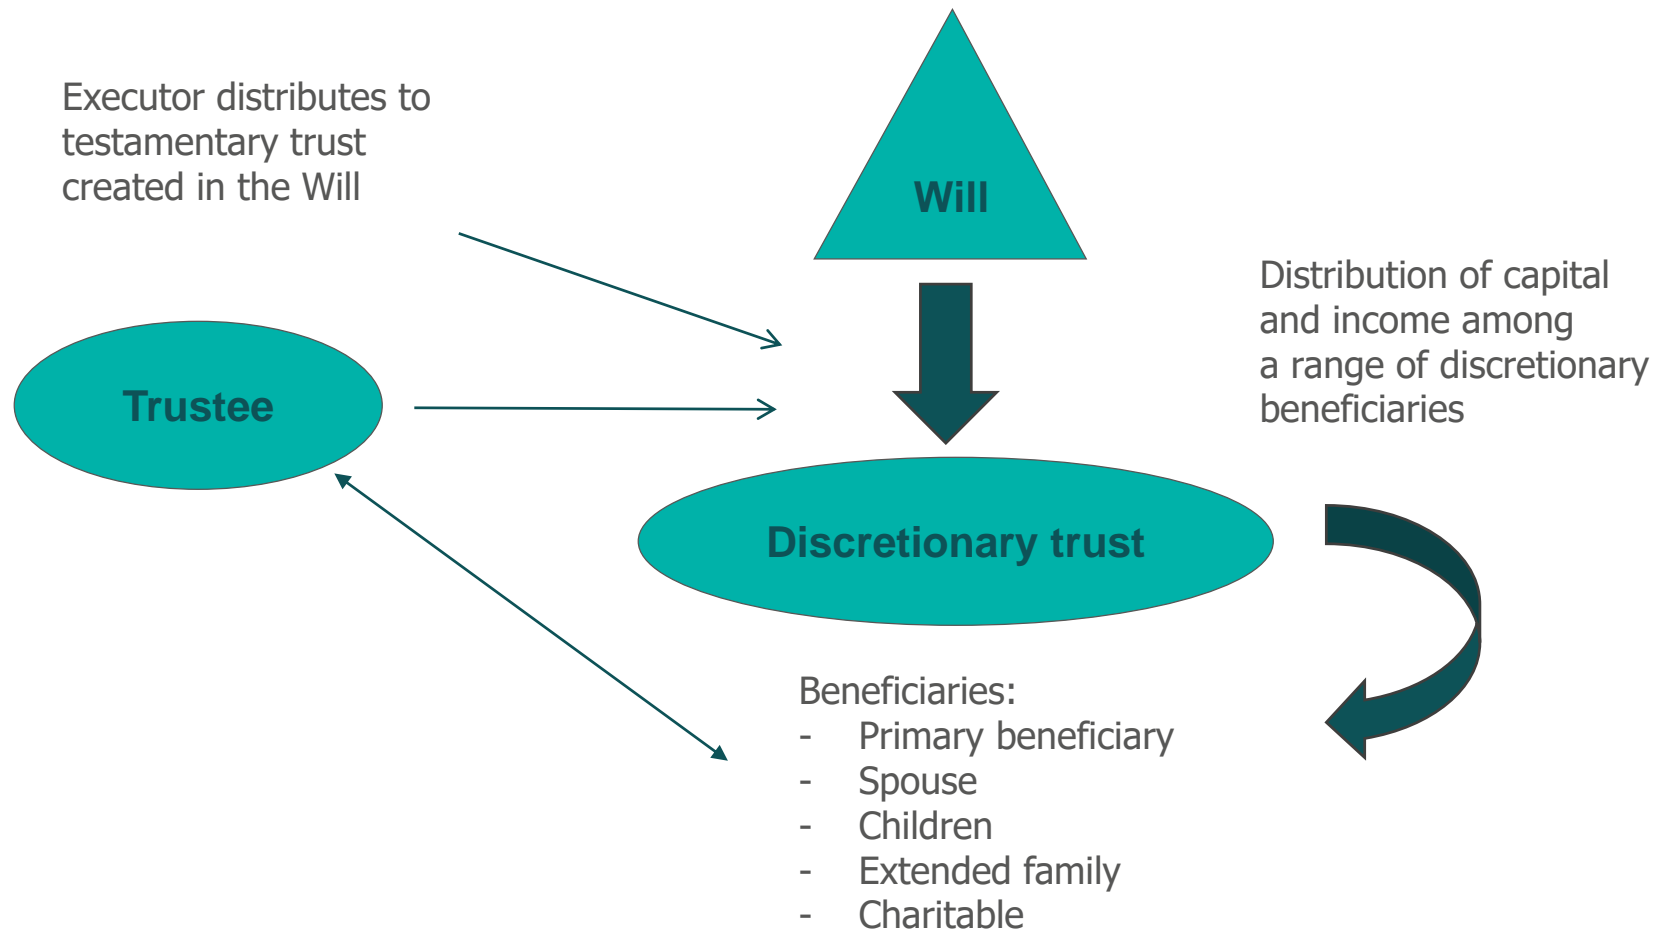 Executor distributes to
testamentary trust
created in the Will
Will
Distribution of capital
and income among
a range of discretionary
beneficiaries
Trustee
Discretionary trust
Beneficiaries:
- Primary beneficiary
- Spouse
- Children
- Extended family
- Charitable